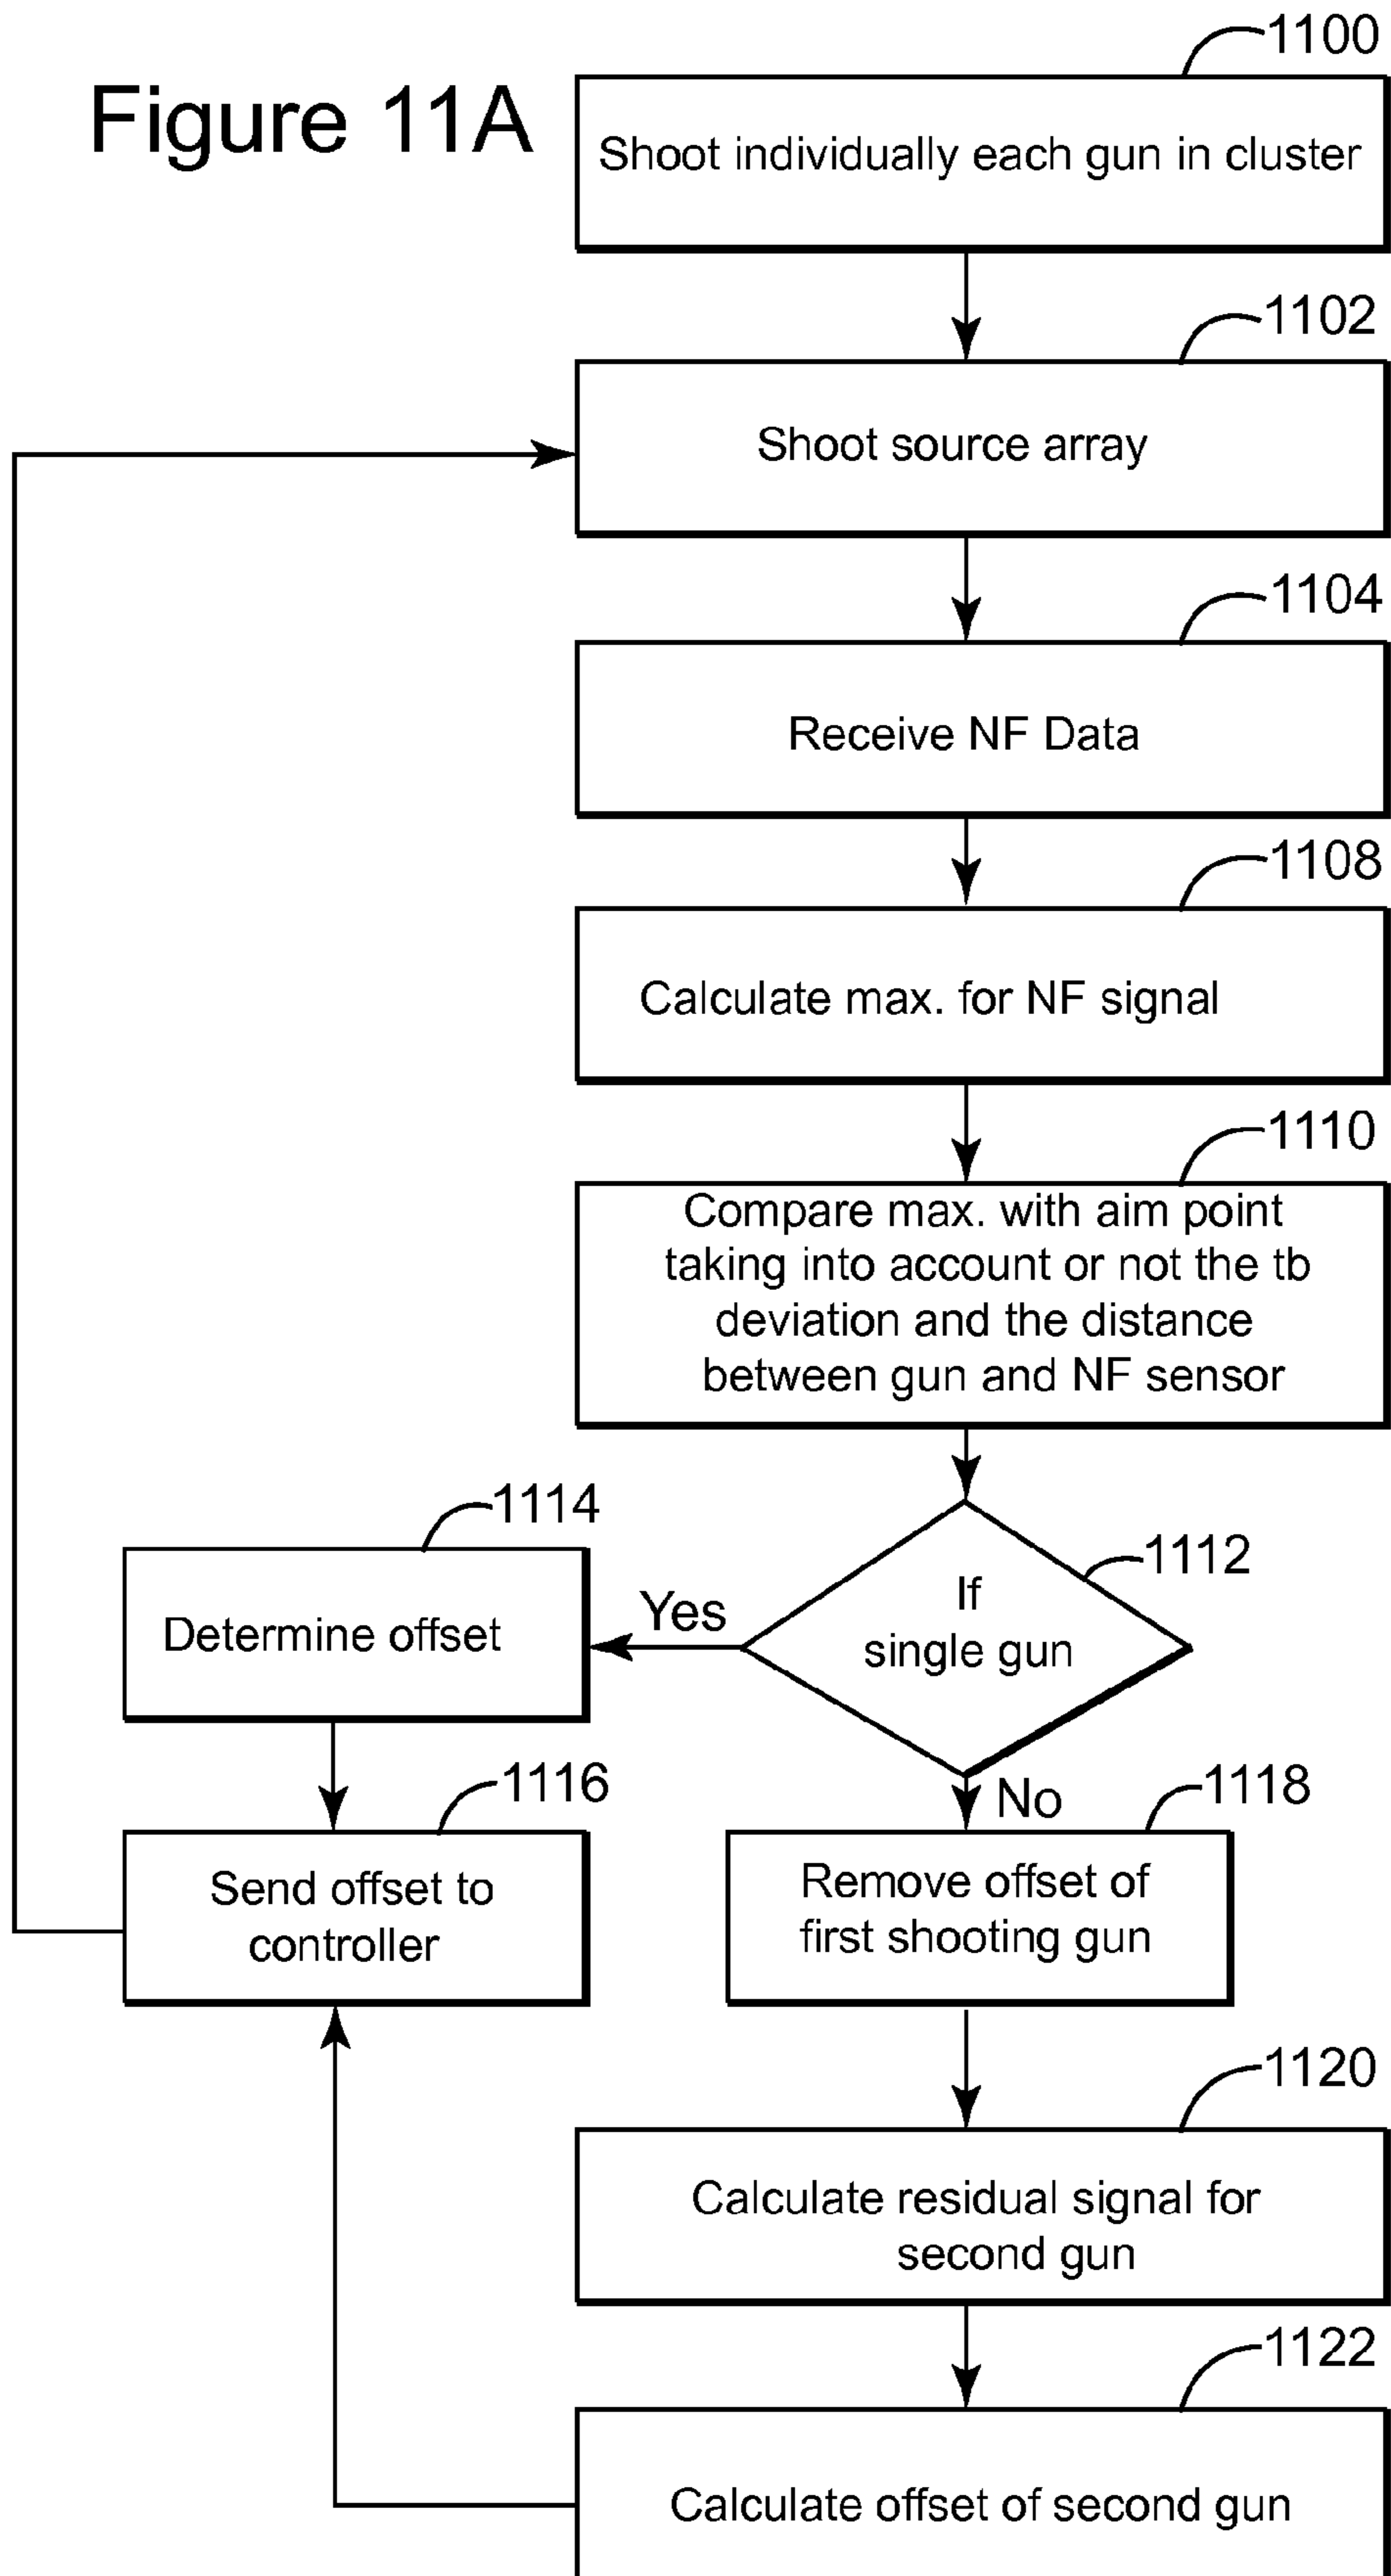 Figure 11A
1100
Shoot individually each gun in cluster
1102
Shoot source array
1104
Receive NF Data
1108
Calculate max. for NF signal
1110
Compare max. with aim point
taking into account or not the tb
deviation and the distance
between gun and NF sensor
1112
If
single gun
Yes
1114
Determine offset
1116
Send offset to
controller
No
1118
Remove offset of
first shooting gun
1120
Calculate residual signal for
second gun
1122
Calculate offset of second gun